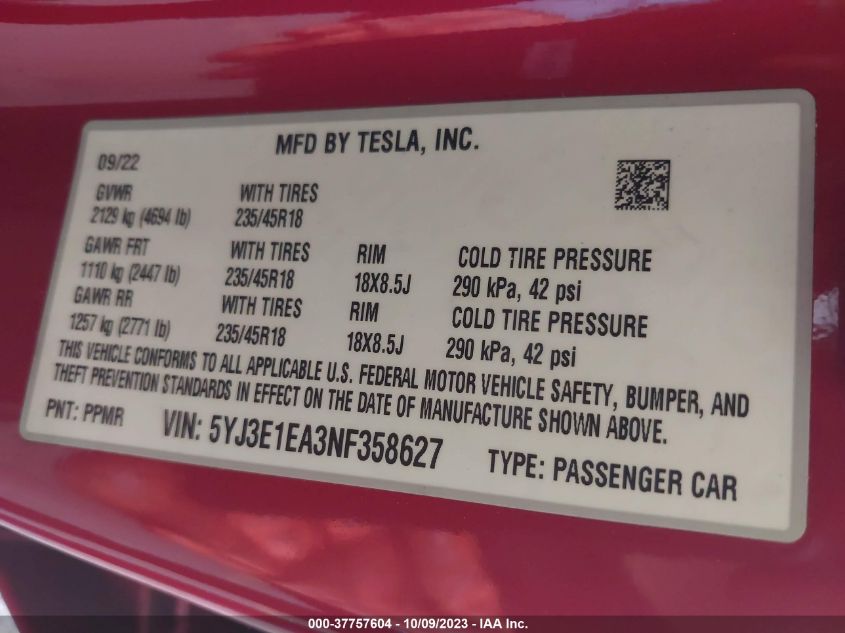 MFD BY TESLA, INC.
09/22
GVWR WITH TIRES
2129 kg (4694 lb) 235/45R18
GAWR FRT WITH TIRES RIM COLD TIRE PRESSURE
1110 kg (2447 lb) 235/45R18 18X8.5J 290 kPa, 42 psi
GAWR RR WITH TIRES RIM COLD TIRE PRESSURE
1257 kg (2771 lb) 235/45R18 18X8.5J 290 kPa, 42 psi
THIS VEHICLE CONFORMS TO ALL APPLICABLE U.S. FEDERAL MOTOR VEHICLE SAFETY, BUMPER, AND
THEFT PREVENTION STANDARDS IN EFFECT ON THE DATE OF MANUFACTURE SHOWN ABOVE.
PNT: PPMR VIN: 5YJ3E1EA3NF358627 TYPE: PASSENGER CAR
000-37757604 - 10/09/2023 - IAA Inc.